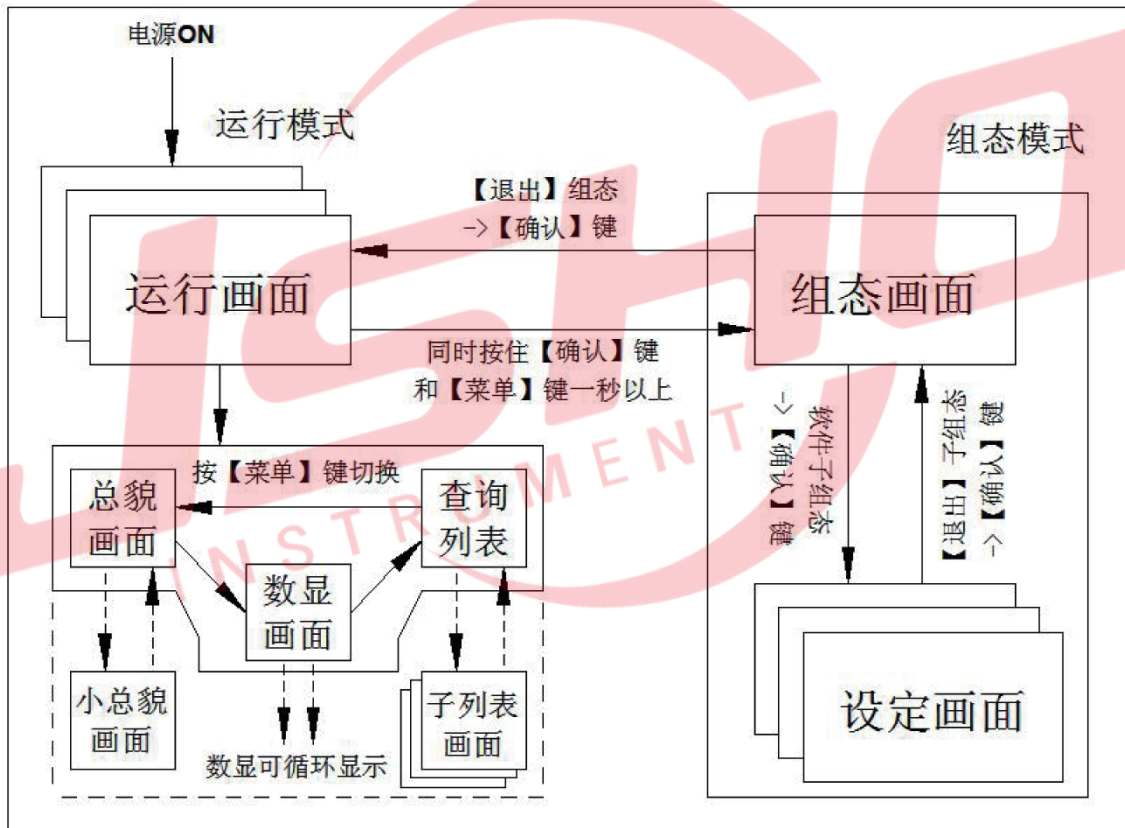 电源ON
运行模式
组态模式
【退出】组态
->【确认】键
运行画面
组态画面
同时按住【确认】键
和【菜单】键一秒以上
软件子组态
->【确认】键
【退出】子组态
->【确认】键
按【菜单】键切换
总貌
画面
查询
列表
数显
画面
小总貌
画面
子列表
画面
数显可循环显示
设定画面
INSTRUMENT